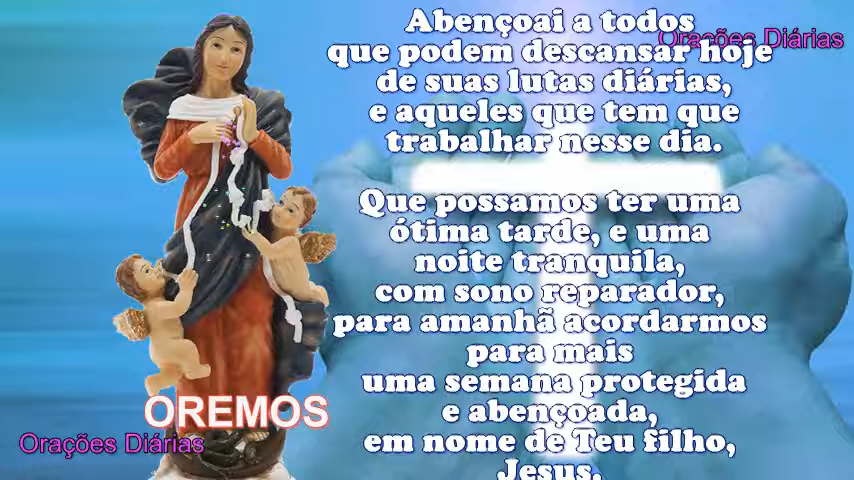 Abençoai a todos
que podem descansar hoje
de suas lutas diárias,
e aqueles que tem que
trabalhar nesse dia.
Que possamos ter uma
ótima tarde, e uma
noite tranquila,
com sono reparador,
para amanhã acordarmos
para mais
uma semana protegida
e abençoada,
em nome de Teu filho,
Jesus.
Orações Diárias
OREMOS
Orações Diárias